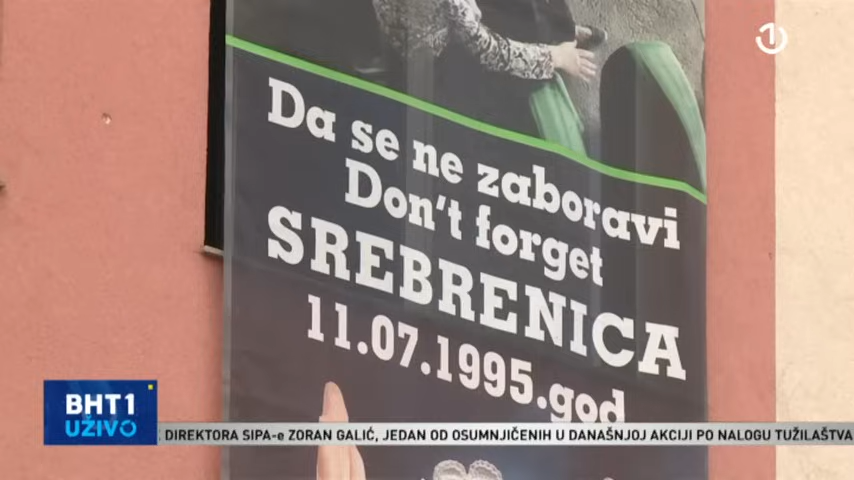 1
Da se ne zaboravi
Don't forget
SREBRENICA
11.07.1995.god
BHT1
UŽIVO
DIREKTORA SIPA-e ZORAN GALIĆ, JEDAN OD OSUMNJIČENIH U DANAŠNJOJ AKCIJI PO NALOGU TUŽILAŠTVA